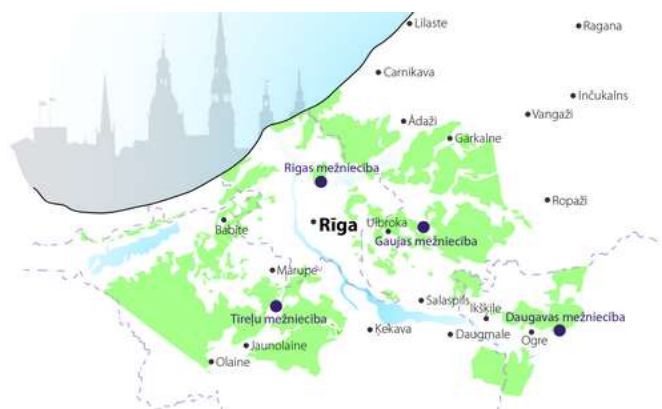 Lilaste
Ragana
Carnikava
Inčukalns
Vangaži
Ādaži
Garkalne
Rīgas mežniecība
Ropaži
Babīte
Rīga
Ulbroka
Gaujas mežniecība
Mārupe
Salaspils
Ikšķile
Tīreļu mežniecība
Daugavas mežniecība
Ķekava
Daugmale
Ogre
Jaunolaine
Olaine